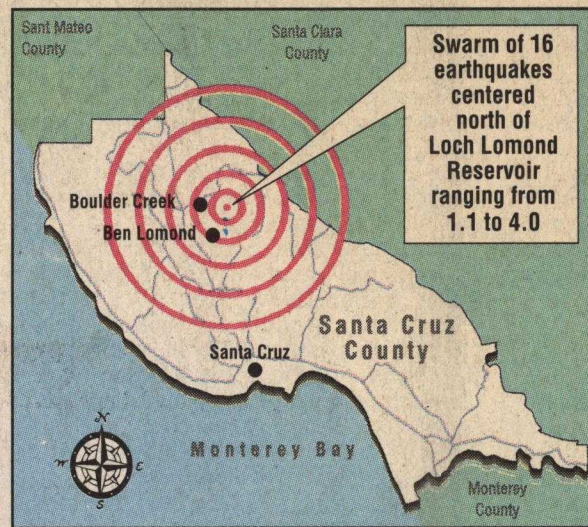 Sant Mateo
County
Santa Clara
County
Swarm of 16
earthquakes
centered
north of
Loch Lomond
Reservoir
ranging from
1.1 to 4.0
Boulder Creek
Ben Lomond
Santa Cruz
County
Santa Cruz
Monterey Bay
N
W
E
S
Monterey
County